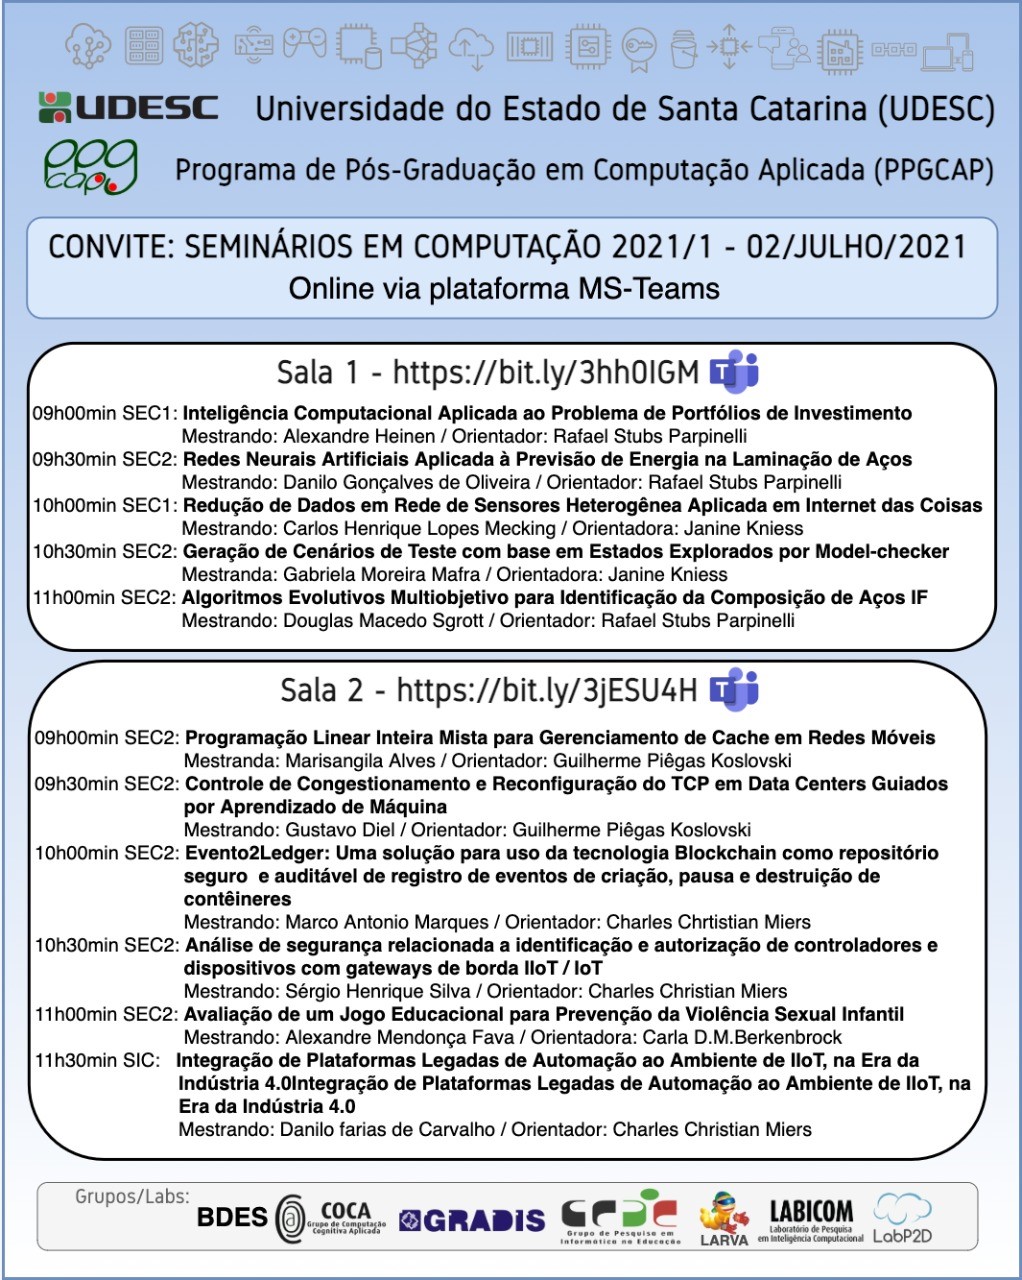 UDESC Universidade do Estado de Santa Catarina (UDESC)
ppg cap Programa de Pós-Graduação em Computação Aplicada (PPGCAP)
CONVITE: SEMINÁRIOS EM COMPUTAÇÃO 2021/1 - 02/JULHO/2021
Online via plataforma MS-Teams
Sala 1 - https://bit.ly/3hh0IGM T
09h00min SEC1: Inteligência Computacional Aplicada ao Problema de Portfólios de Investimento
Mestrando: Alexandre Heinen / Orientador: Rafael Stubs Parpinelli
09h30min SEC2: Redes Neurais Artificiais Aplicada à Previsão de Energia na Laminação de Aços
Mestrando: Danilo Gonçalves de Oliveira / Orientador: Rafael Stubs Parpinelli
10h00min SEC1: Redução de Dados em Rede de Sensores Heterogênea Aplicada em Internet das Coisas
Mestrando: Carlos Henrique Lopes Mecking / Orientadora: Janine Kniess
10h30min SEC2: Geração de Cenários de Teste com base em Estados Explorados por Model-checker
Mestranda: Gabriela Moreira Mafra / Orientadora: Janine Kniess
11h00min SEC2: Algoritmos Evolutivos Multiobjetivo para Identificação da Composição de Aços IF
Mestrando: Douglas Macedo Sgrott / Orientador: Rafael Stubs Parpinelli
Sala 2 - https://bit.ly/3jESU4H T
09h00min SEC2: Programação Linear Inteira Mista para Gerenciamento de Cache em Redes Móveis
Mestranda: Marisangila Alves / Orientador: Guilherme Piêgas Koslovski
09h30min SEC2: Controle de Congestionamento e Reconfiguração do TCP em Data Centers Guiados
por Aprendizado de Máquina
Mestrando: Gustavo Diel / Orientador: Guilherme Piêgas Koslovski
10h00min SEC2: Evento2Ledger: Uma solução para uso da tecnologia Blockchain como repositório
seguro e auditável de registro de eventos de criação, pausa e destruição de
contêineres
Mestrando: Marco Antonio Marques / Orientador: Charles Chrtistian Miers
10h30min SEC2: Análise de segurança relacionada a identificação e autorização de controladores e
dispositivos com gateways de borda IIoT / IoT
Mestrando: Sérgio Henrique Silva / Orientador: Charles Christian Miers
11h00min SEC2: Avaliação de um Jogo Educacional para Prevenção da Violência Sexual Infantil
Mestrando: Alexandre Mendonça Fava / Orientadora: Carla D.M.Berkenbrock
11h30min SIC: Integração de Plataformas Legadas de Automação ao Ambiente de IIoT, na Era da
Indústria 4.0Integração de Plataformas Legadas de Automação ao Ambiente de IIoT, na
Era da Indústria 4.0
Mestrando: Danilo farias de Carvalho / Orientador: Charles Christian Miers
Grupos/Labs:
BDES COCA GRADIS GPIE LARVA LABICOM LabP2D
Grupo de Computação
Cognitiva Aplicada
Grupo de Pesquisa em
Informática na Educação
Laboratório de Pesquisa
em Inteligência Computacional